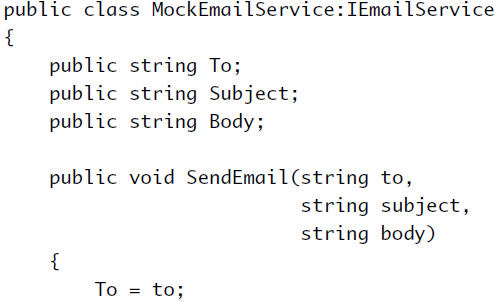 public class MockEmailService:IEmailService
{
    public string To;
    public string Subject;
    public string Body;

    public void SendEmail(string to,
                          string subject,
                          string body)
    {
        To = to;